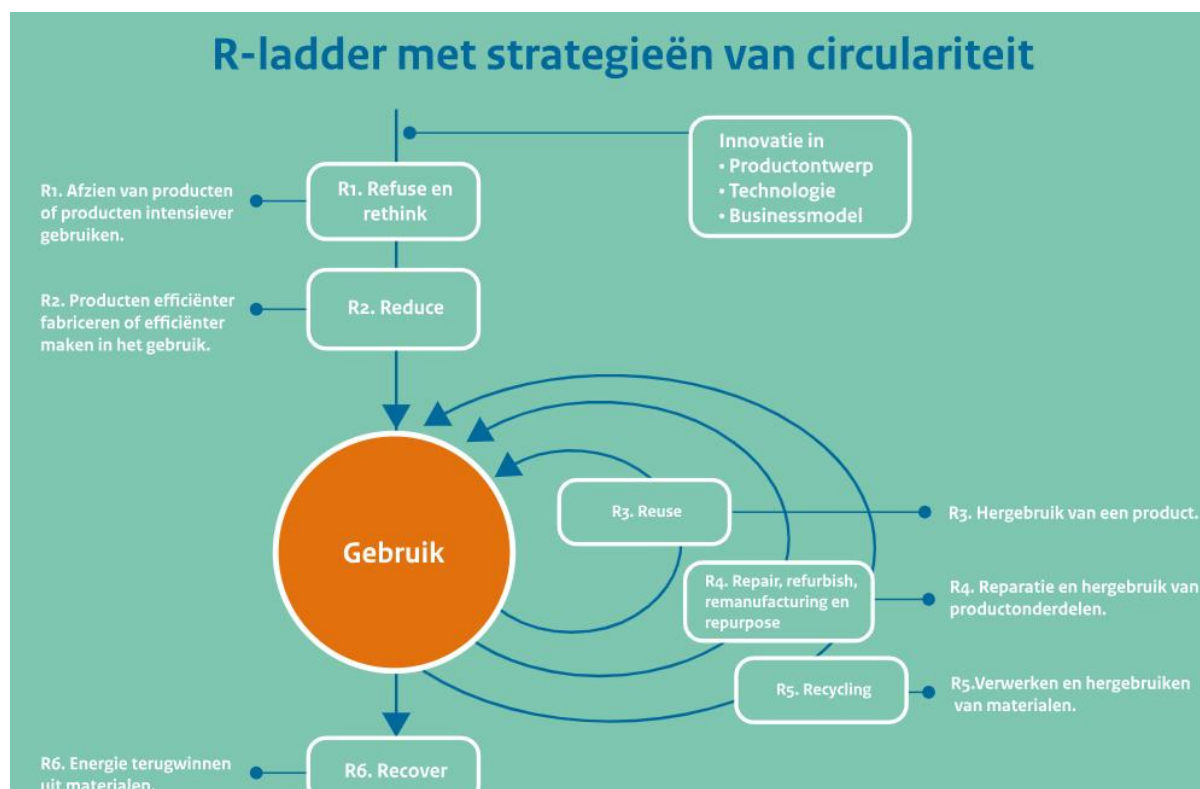 R-ladder met strategieën van circulariteit
Innovatie in
• Productontwerp
• Technologie
• Businessmodel
R1. Afzien van producten
of producten intensiever
gebruiken.
R1. Refuse en
rethink
R2. Producten efficiënter
fabriceren of efficiënter
maken in het gebruik.
R2. Reduce
Gebruik
R3. Reuse
R3. Hergebruik van een product.
R4. Repair, refurbish,
remanufacturing en
repurpose
R4. Reparatie en hergebruik van
productonderdelen.
R5. Recycling
R5.Verwerken en hergebruiken
van materialen.
R6. Energie terugwinnen
uit materialen.
R6. Recover